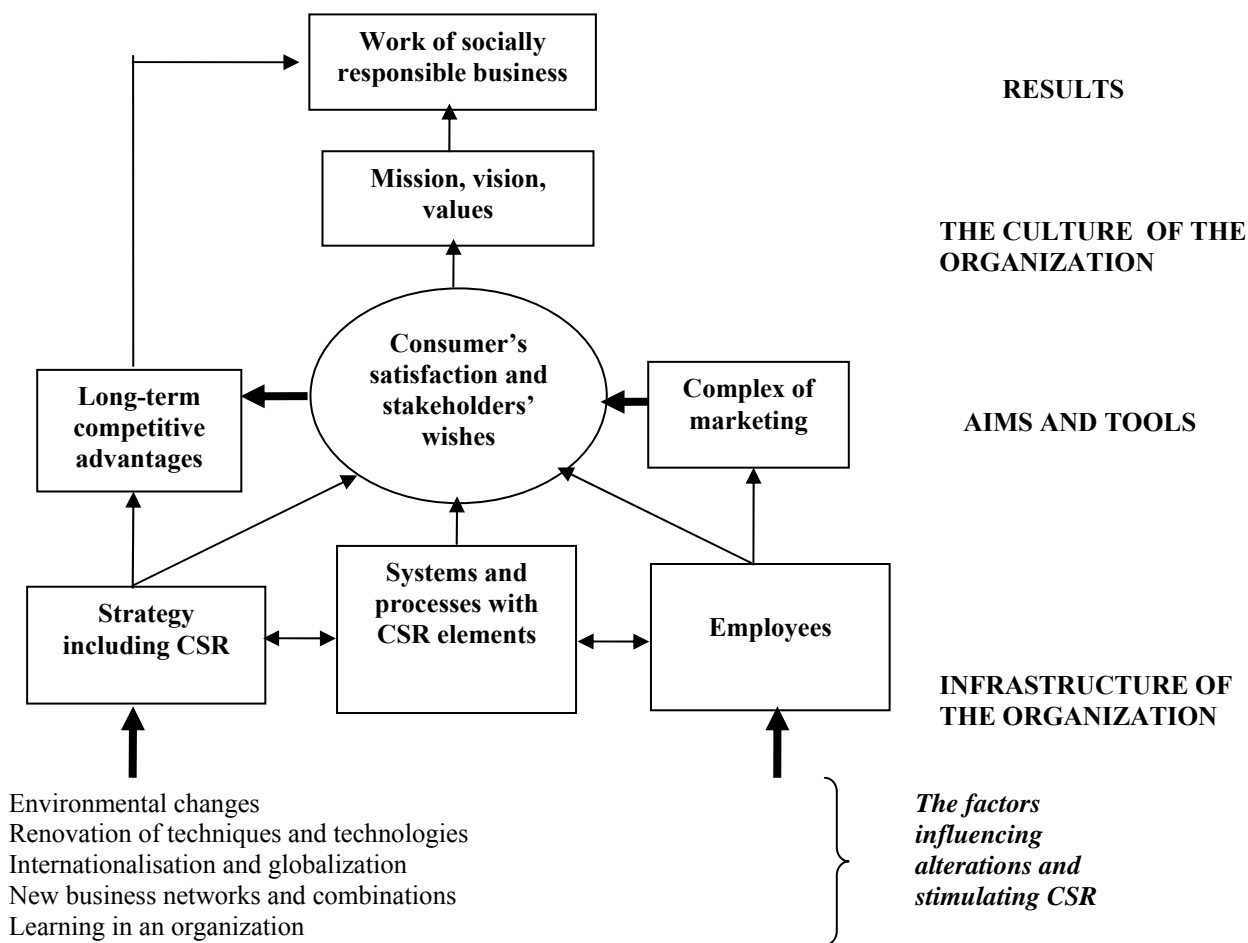 Work of socially
responsible business
RESULTS
Mission, vision,
values
THE CULTURE  OF THE
ORGANIZATION
Consumer’s
satisfaction and
stakeholders’
wishes
Long-term
competitive
advantages
Complex of
marketing
AIMS AND TOOLS
Strategy
including CSR
Systems and
processes with
CSR elements
Employees
INFRASTRUCTURE OF
THE ORGANIZATION
Environmental changes
Renovation of techniques and technologies
Internationalisation and globalization
New business networks and combinations
Learning in an organization
The factors
influencing
alterations and
stimulating CSR